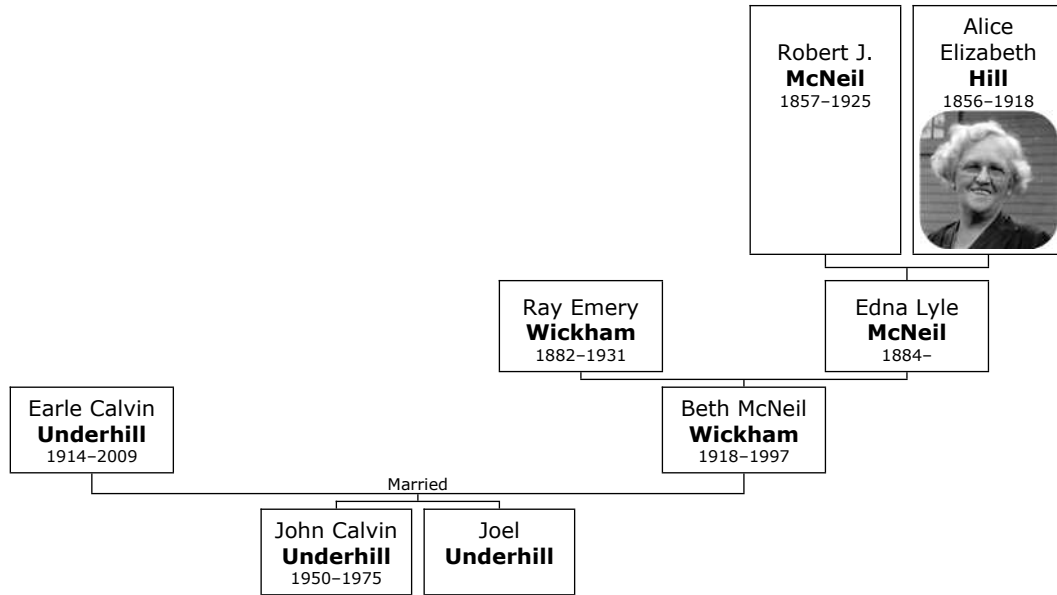 Robert J.
McNeil
1857–1925
Alice
Elizabeth
Hill
1856–1918
Ray Emery
Wickham
1882–1931
Edna Lyle
McNeil
1884–
Earle Calvin
Underhill
1914–2009
Beth McNeil
Wickham
1918–1997
Married
John Calvin
Underhill
1950–1975
Joel
Underhill